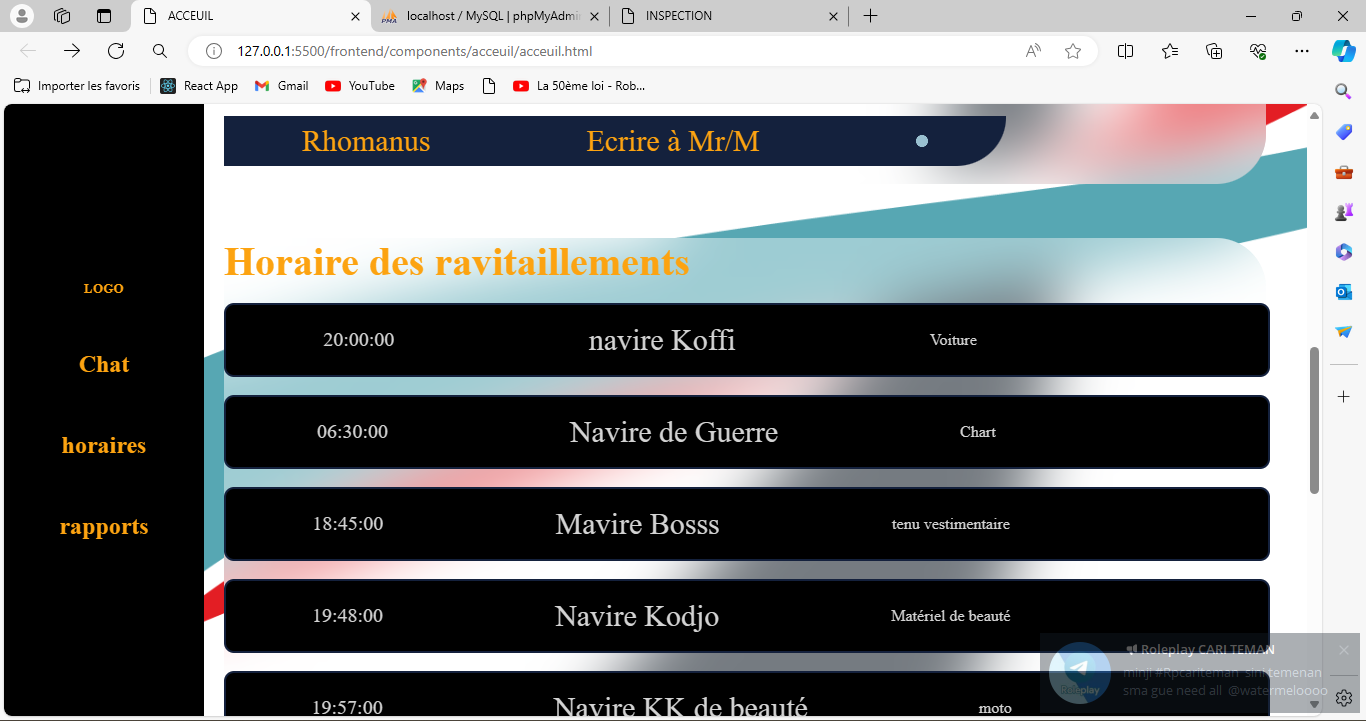 ACCEUIL
localhost / MySQL | phpMyAdmi
INSPECTION
127.0.0.1:5500/frontend/components/acceuil/acceuil.html
Importer les favoris
React App
Gmail
YouTube
Maps
La 50ème loi - Rob...
Rhomanus Ecrire à Mr/M
LOGO
Chat
horaires
rapports
Horaire des ravitaillements
20:00:00 navire Koffi Voiture
06:30:00 Navire de Guerre Chart
18:45:00 Mavire Bosss tenu vestimentaire
19:48:00 Navire Kodjo Matériel de beauté
19:57:00 Navire KK de beauté moto
Roleplay CARI TEMAN
minji #Rpcariteman sini temenan
sma gue need all @watermeloooo
Roleplay